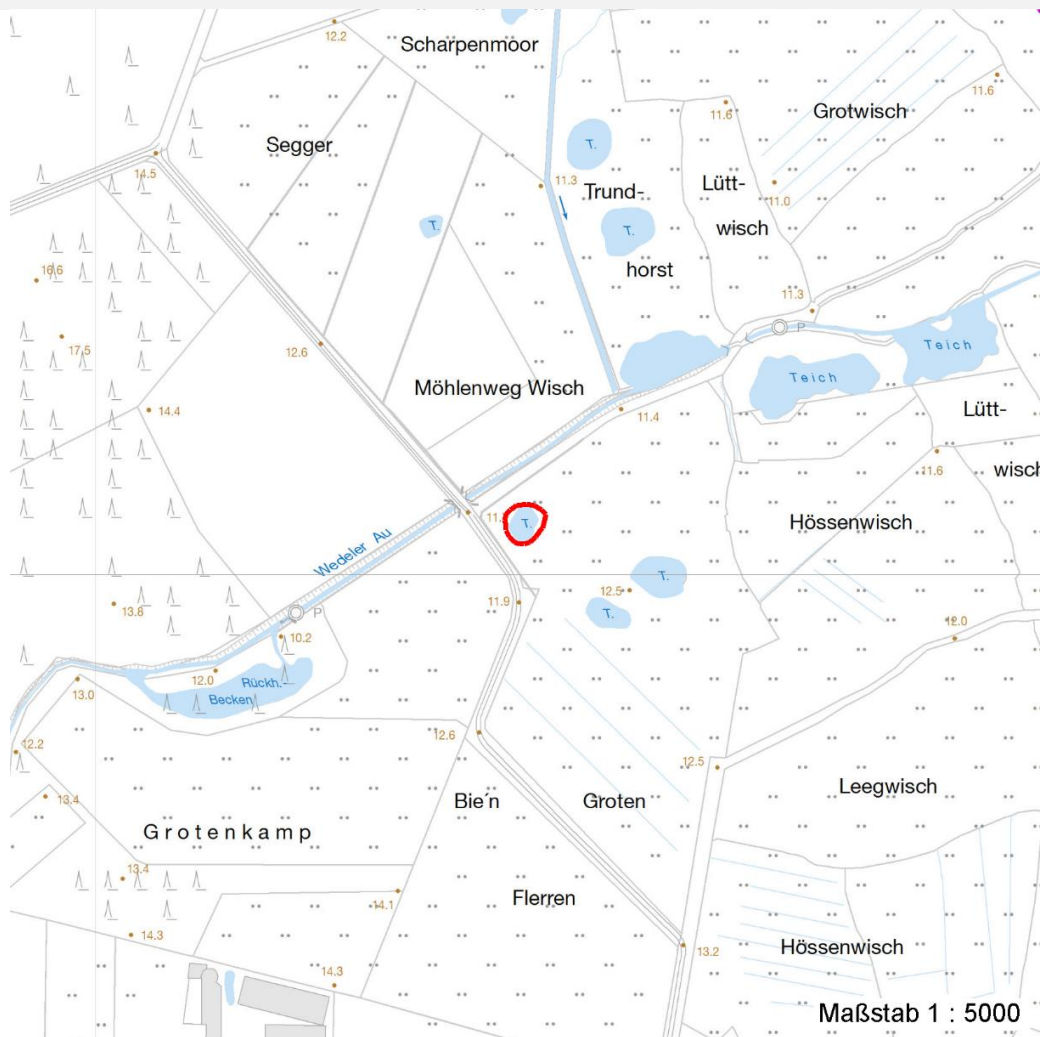 12.2
Scharpenmoor
11.6
11.6
Grotwisch
Segger
T.
14.5
11.3
Trund-
Lütt-
11.0
wisch
T.
T.
horst
16.6
11.3
P
17.5
12.6
Teich
Teich
Möhlenweg Wisch
14.4
11.4
Lütt-
11.6
wisch
T.
Hössenwisch
Wedeler Au
T.
12.5
13.8
11.9
T.
P
12.0
10.2
12.0
Rückh.-
Becken
13.0
12.6
12.2
12.5
Leegwisch
13.4
Bie´n
Groten
Grotenkamp
13.4
14.1
Flerren
14.3
13.2
Hössenwisch
14.3
Maßstab 1 : 5000